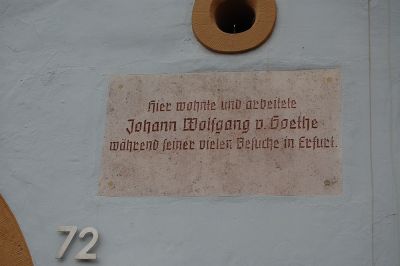 Hier wohnte und arbeitete
Johann Wolfgang v. Goethe
während seiner vielen Besuche in Erfurt.
72